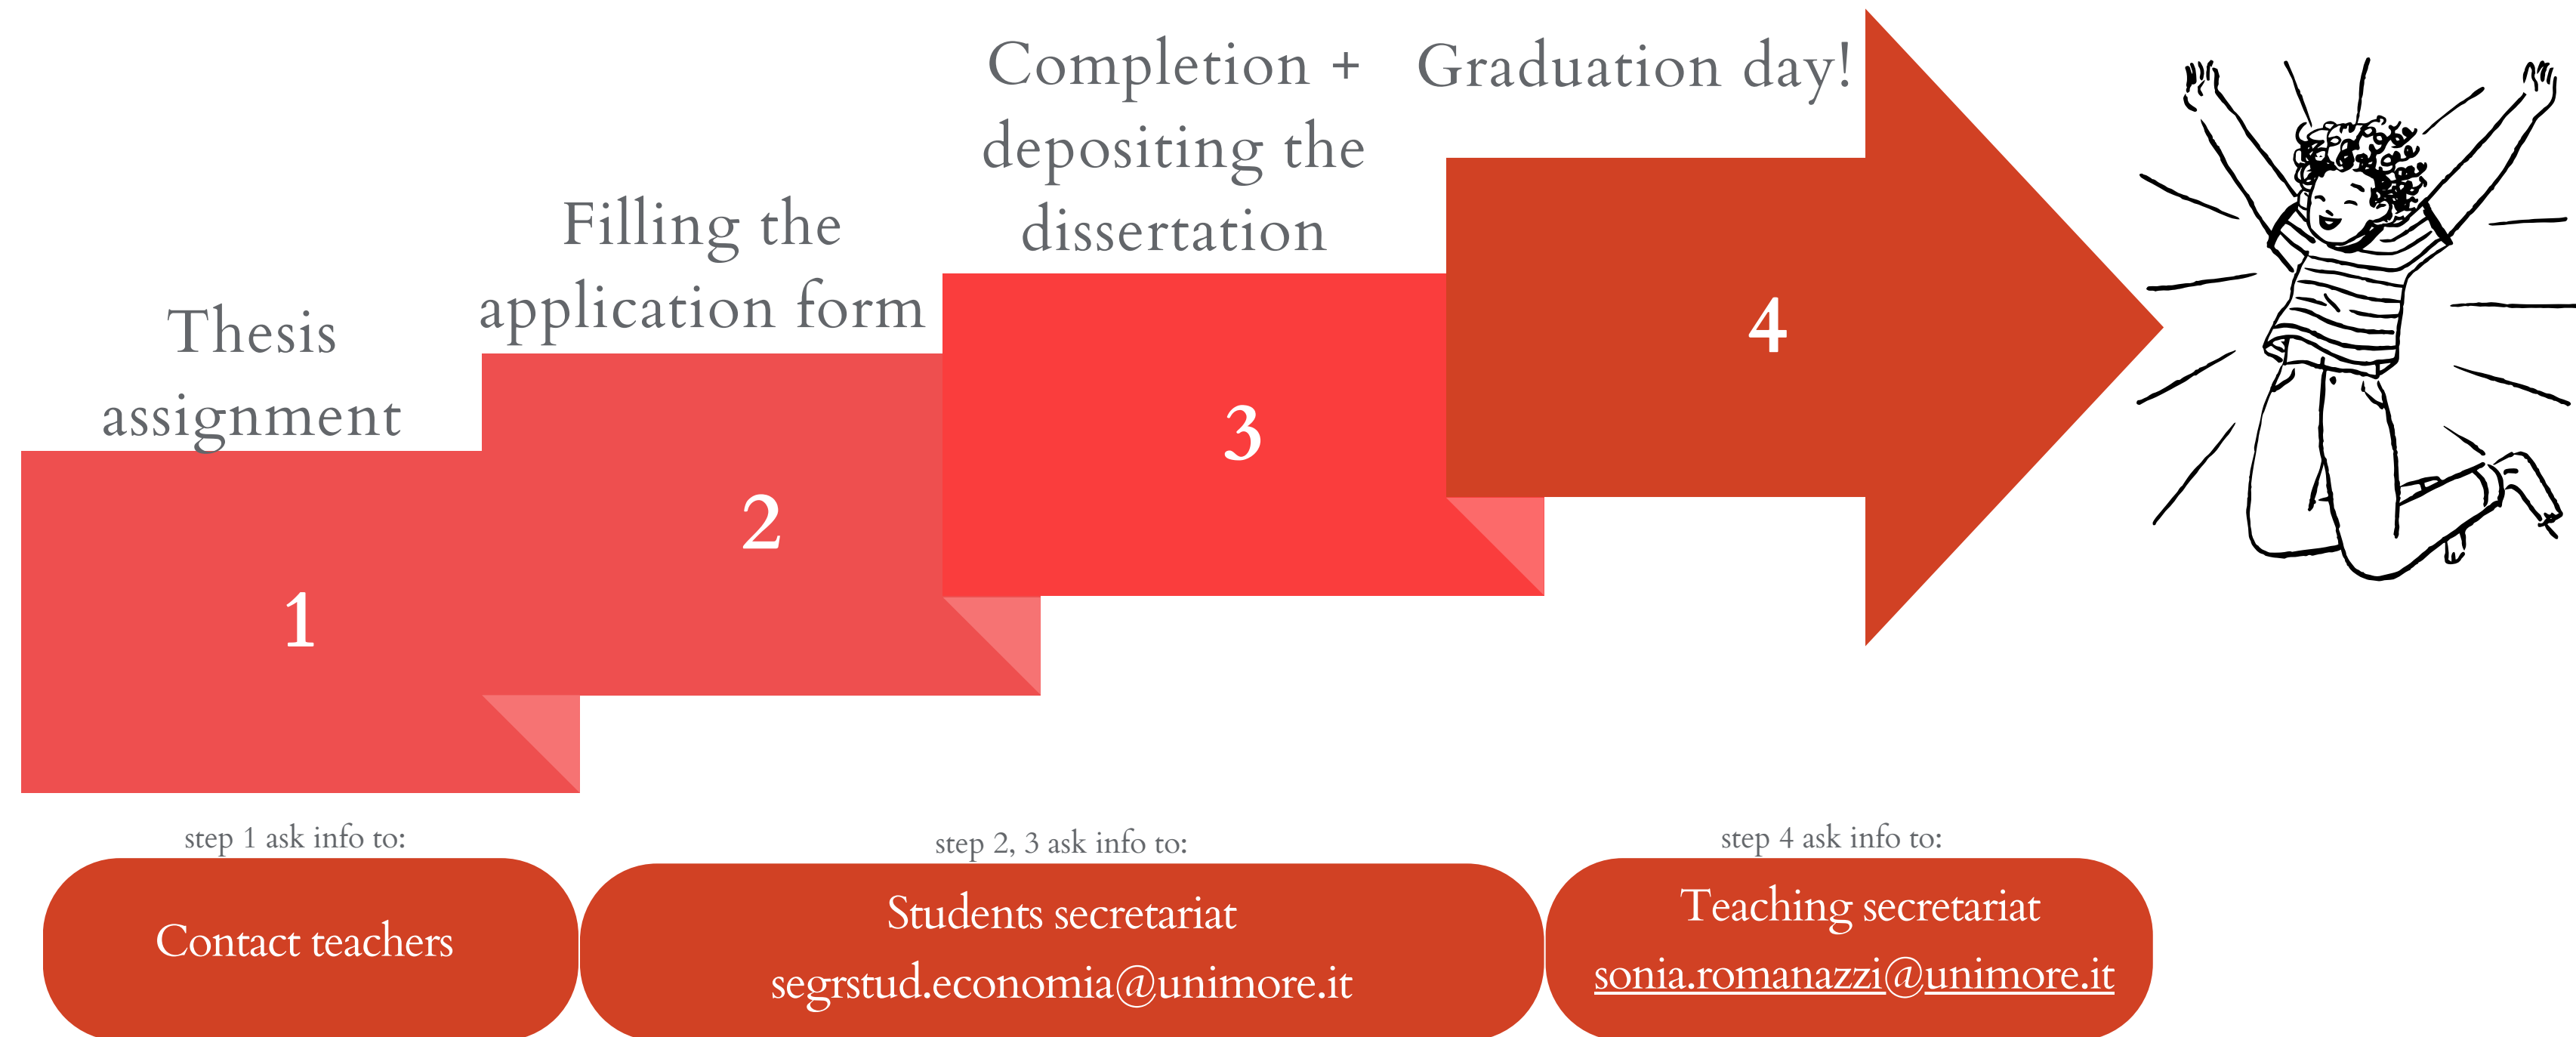 Thesis
assignment
1
Filling the
application form
2
Completion +
depositing the
dissertation
3
Graduation day!
4
step 1 ask info to:
Contact teachers
step 2, 3 ask info to:
Students secretariat
segrstud.economia@unimore.it
step 4 ask info to:
Teaching secretariat
sonia.romanazzi@unimore.it